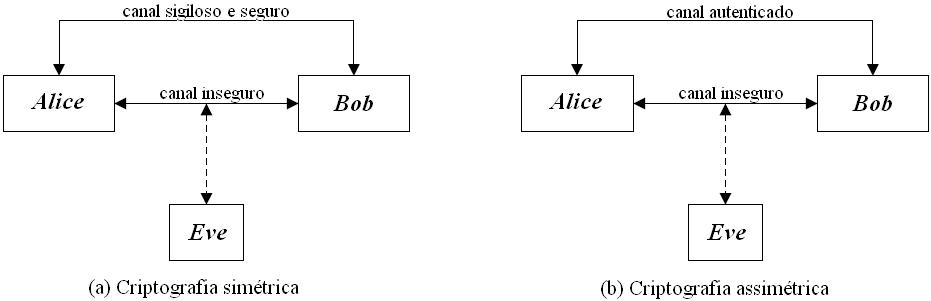 canal sigiloso e seguro
Alice
canal inseguro
Bob
Eve
(a) Criptografia simétrica
canal autenticado
Alice
canal inseguro
Bob
Eve
(b) Criptografia assimétrica